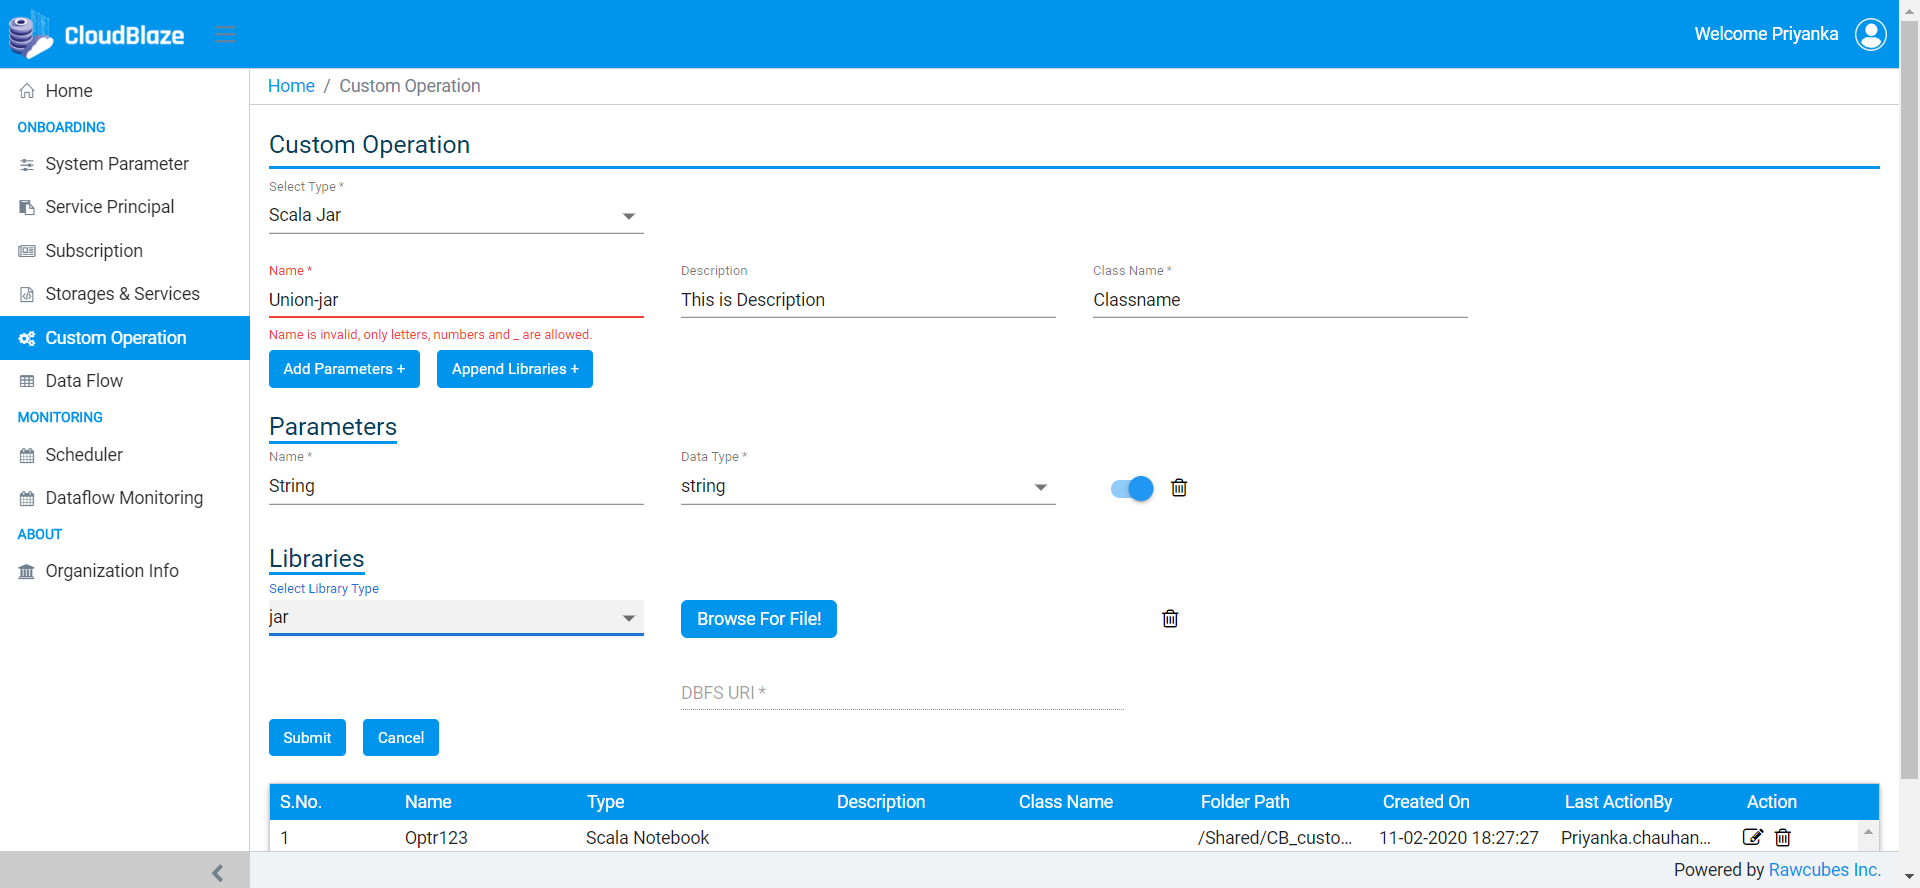 CloudBlaze
Welcome Priyanka
Home
ONBOARDING
System Parameter
Service Principal
Subscription
Storages & Services
Custom Operation
Data Flow
MONITORING
Scheduler
Dataflow Monitoring
ABOUT
Organization Info
Home / Custom Operation
Custom Operation
Select Type *
Scala Jar
Name * Description Class Name *
Union-jar This is Description Classname
Name is invalid, only letters, numbers and _ are allowed.
Add Parameters + Append Libraries +
Parameters
Name * Data Type *
String string
Libraries
Select Library Type
jar Browse For File!
DBFS URI *
Submit Cancel
S.No. Name Type Description Class Name Folder Path Created On Last ActionBy Action
1 Optr123 Scala Notebook /Shared/CB_custo... 11-02-2020 18:27:27 Priyanka.chauhan...
Powered by Rawcubes Inc.